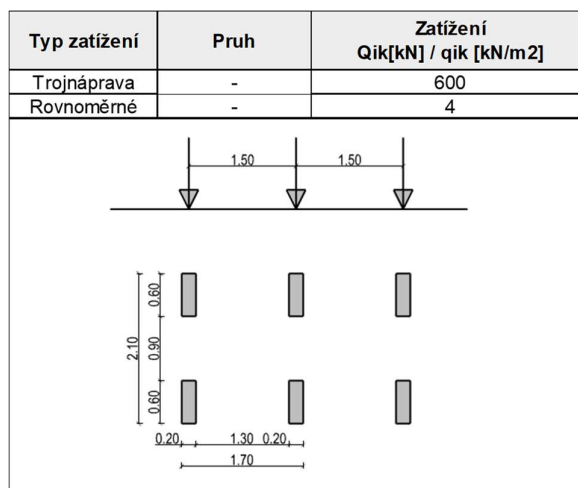 Typ zatížení Pruh Zatížení
Qik[kN] / qik [kN/m2]
Trojnáprava - 600
Rovnoměrné - 4
1.50 1.50
0.60
2.10 0.90
0.60
0.20 1.30 0.20
1.70